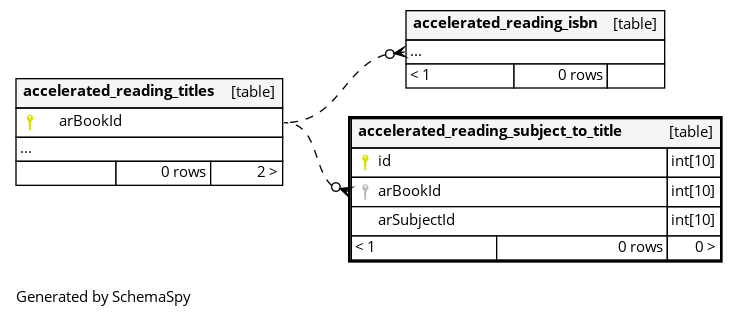 accelerated_reading_isbn [table]
...
< 1 0 rows
accelerated_reading_titles [table]
arBookId
...
0 rows 2 >
accelerated_reading_subject_to_title [table]
id int[10]
arBookId int[10]
arSubjectId int[10]
< 1 0 rows 0 >
Generated by SchemaSpy